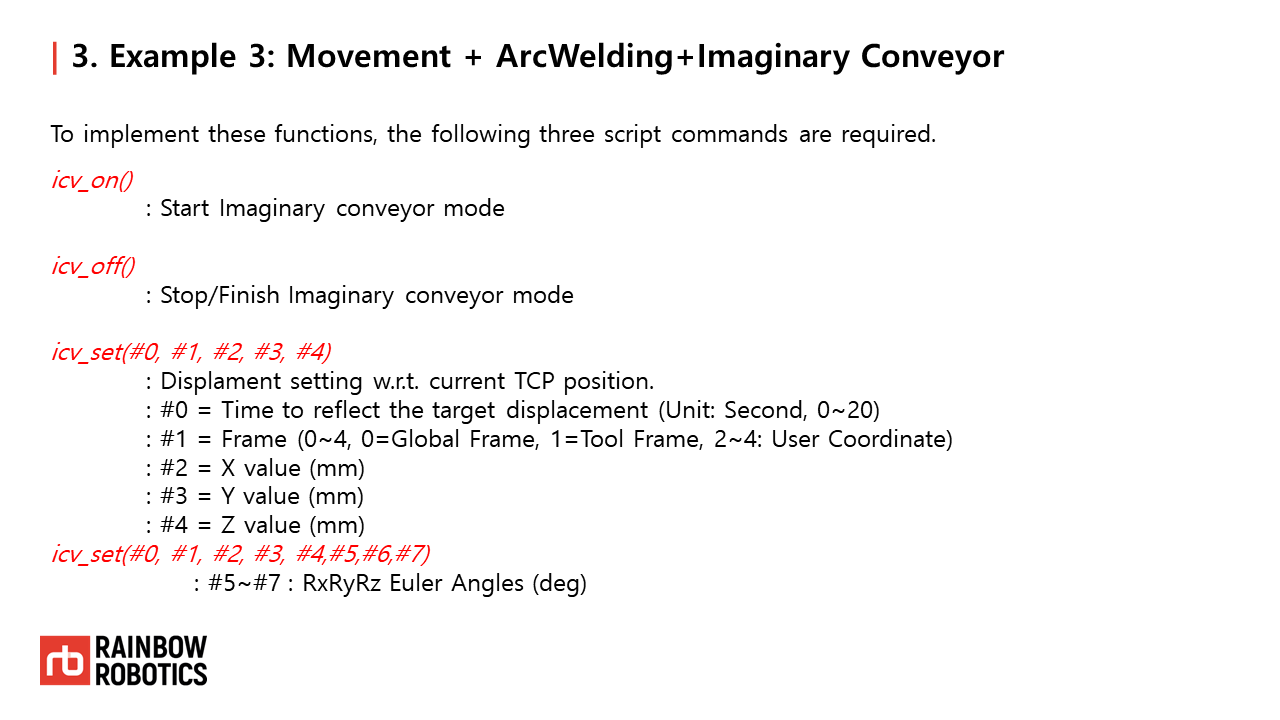 | 3. Example 3: Movement + ArcWelding+Imaginary Conveyor
To implement these functions, the following three script commands are required.
icv_on()
: Start Imaginary conveyor mode
icv_off()
: Stop/Finish Imaginary conveyor mode
icv_set(#0, #1, #2, #3, #4)
: Displament setting w.r.t. current TCP position.
: #0 = Time to reflect the target displacement (Unit: Second, 0~20)
: #1 = Frame (0~4, 0=Global Frame, 1=Tool Frame, 2~4: User Coordinate)
: #2 = X value (mm)
: #3 = Y value (mm)
: #4 = Z value (mm)
icv_set(#0, #1, #2, #3, #4,#5,#6,#7)
: #5~#7 : RxRyRz Euler Angles (deg)
rb RAINBOW
ROBOTICS